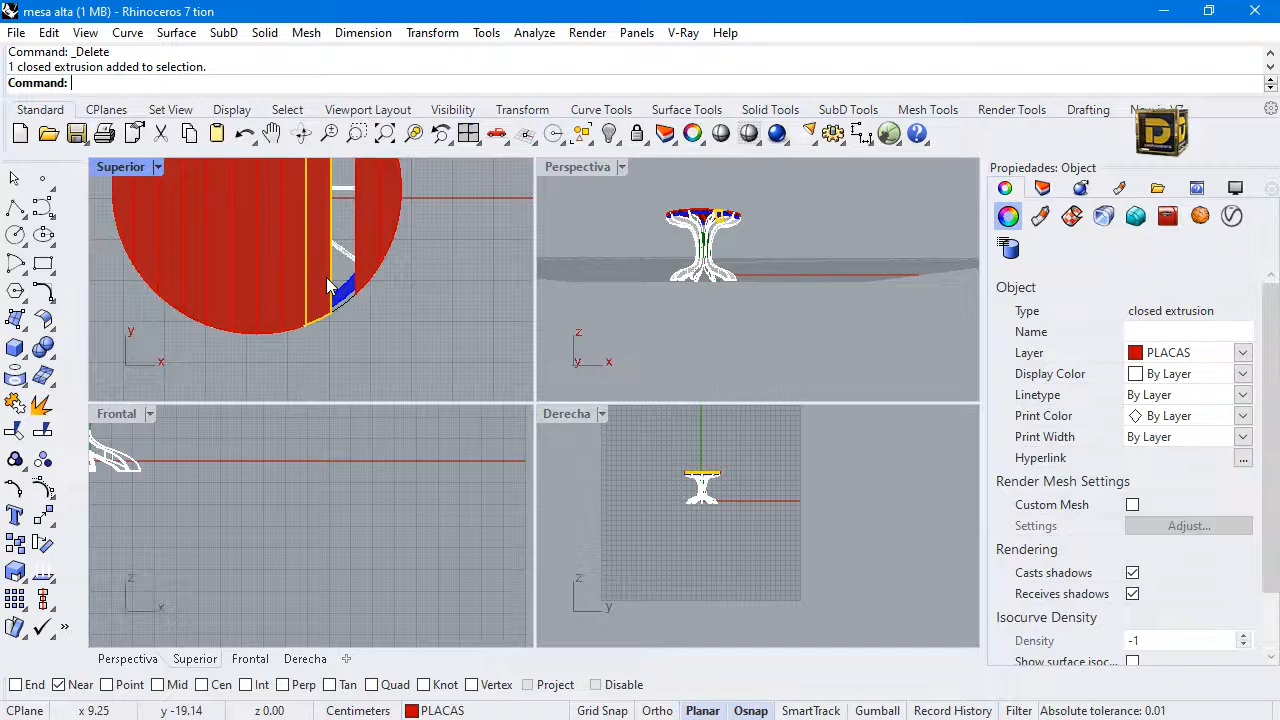 mesa alta (1 MB) - Rhinoceros 7 tion
File Edit View Curve Surface SubD Solid Mesh Dimension Transform Tools Analyze Render Panels V-Ray Help
Command: _Delete
1 closed extrusion added to selection.
Command:
Standard CPlanes Set View Display Select Viewport Layout Visibility Transform Curve Tools Surface Tools Solid Tools SubD Tools Mesh Tools Render Tools Drafting
Superior
Perspectiva
Propiedades: Object
Object
Type closed extrusion
Name
Layer PLACAS
Display Color By Layer
Linetype By Layer
Print Color By Layer
Print Width By Layer
Hyperlink ...
Render Mesh Settings
Custom Mesh
Settings Adjust...
Rendering
Casts shadows
Receives shadows
Isocurve Density
Density -1
Show surface isoc...
y
x
z
y x
Frontal
Derecha
z
x
z
y
Perspectiva Superior Frontal Derecha
End Near Point Mid Cen Int Perp Tan Quad Knot Vertex Project Disable
CPlane x 9.25 y -19.14 z 0.00 Centimeters PLACAS Grid Snap Ortho Planar Osnap SmartTrack Gumball Record History Filter Absolute tolerance: 0.01